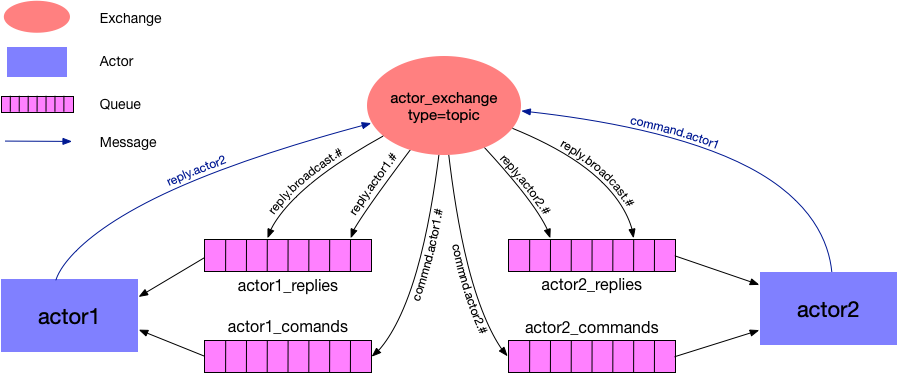 Exchange
Actor
Queue
Message
actor_exchange
type=topic
reply.actor2
command.actor1
reply.broadcast.#
reply.actor1.#
reply.actor2.#
reply.broadcast.#
commnd.actor1.#
commnd.actor2.#
actor1_replies
actor2_replies
actor1
actor2
actor1_comands
actor2_commands